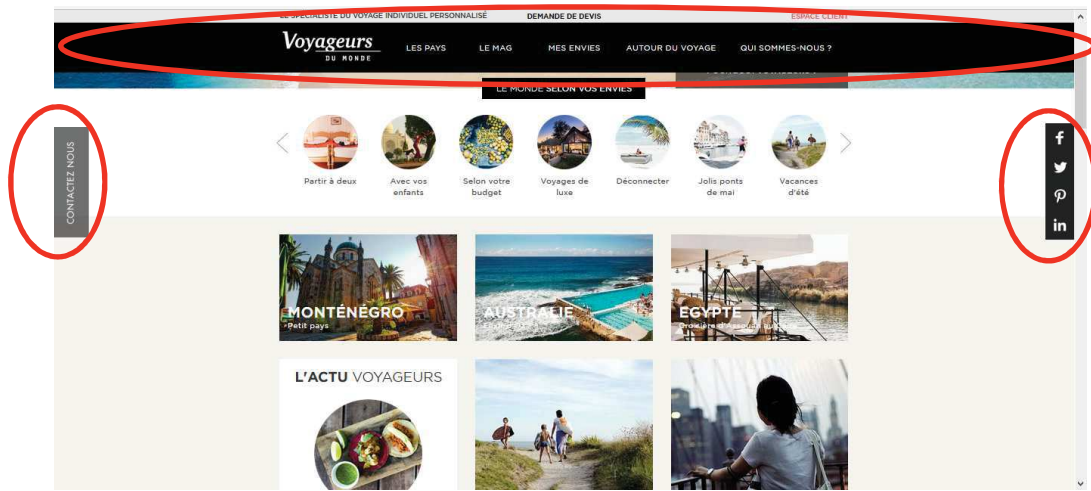 LE SPÉCIALISTE DU VOYAGE INDIVIDUEL PERSONNALISÉ
DEMANDE DE DEVIS
ESPACE CLIENT
Voyageurs
DU MONDE
LES PAYS
LE MAG
MES ENVIES
AUTOUR DU VOYAGE
QUI SOMMES-NOUS ?
LE MONDE SELON VOS ENVIES
CONTACTEZ NOUS
Partir à deux
Avec vos
enfants
Selon votre
budget
Voyages de
luxe
Déconnecter
Jolis ponts
de mai
Vacances
d'été
f
in
MONTÉNÉGRO
Petit pays
AUSTRALIE
EGYPTE
Croisière d'Assouan
L'ACTU VOYAGEURS